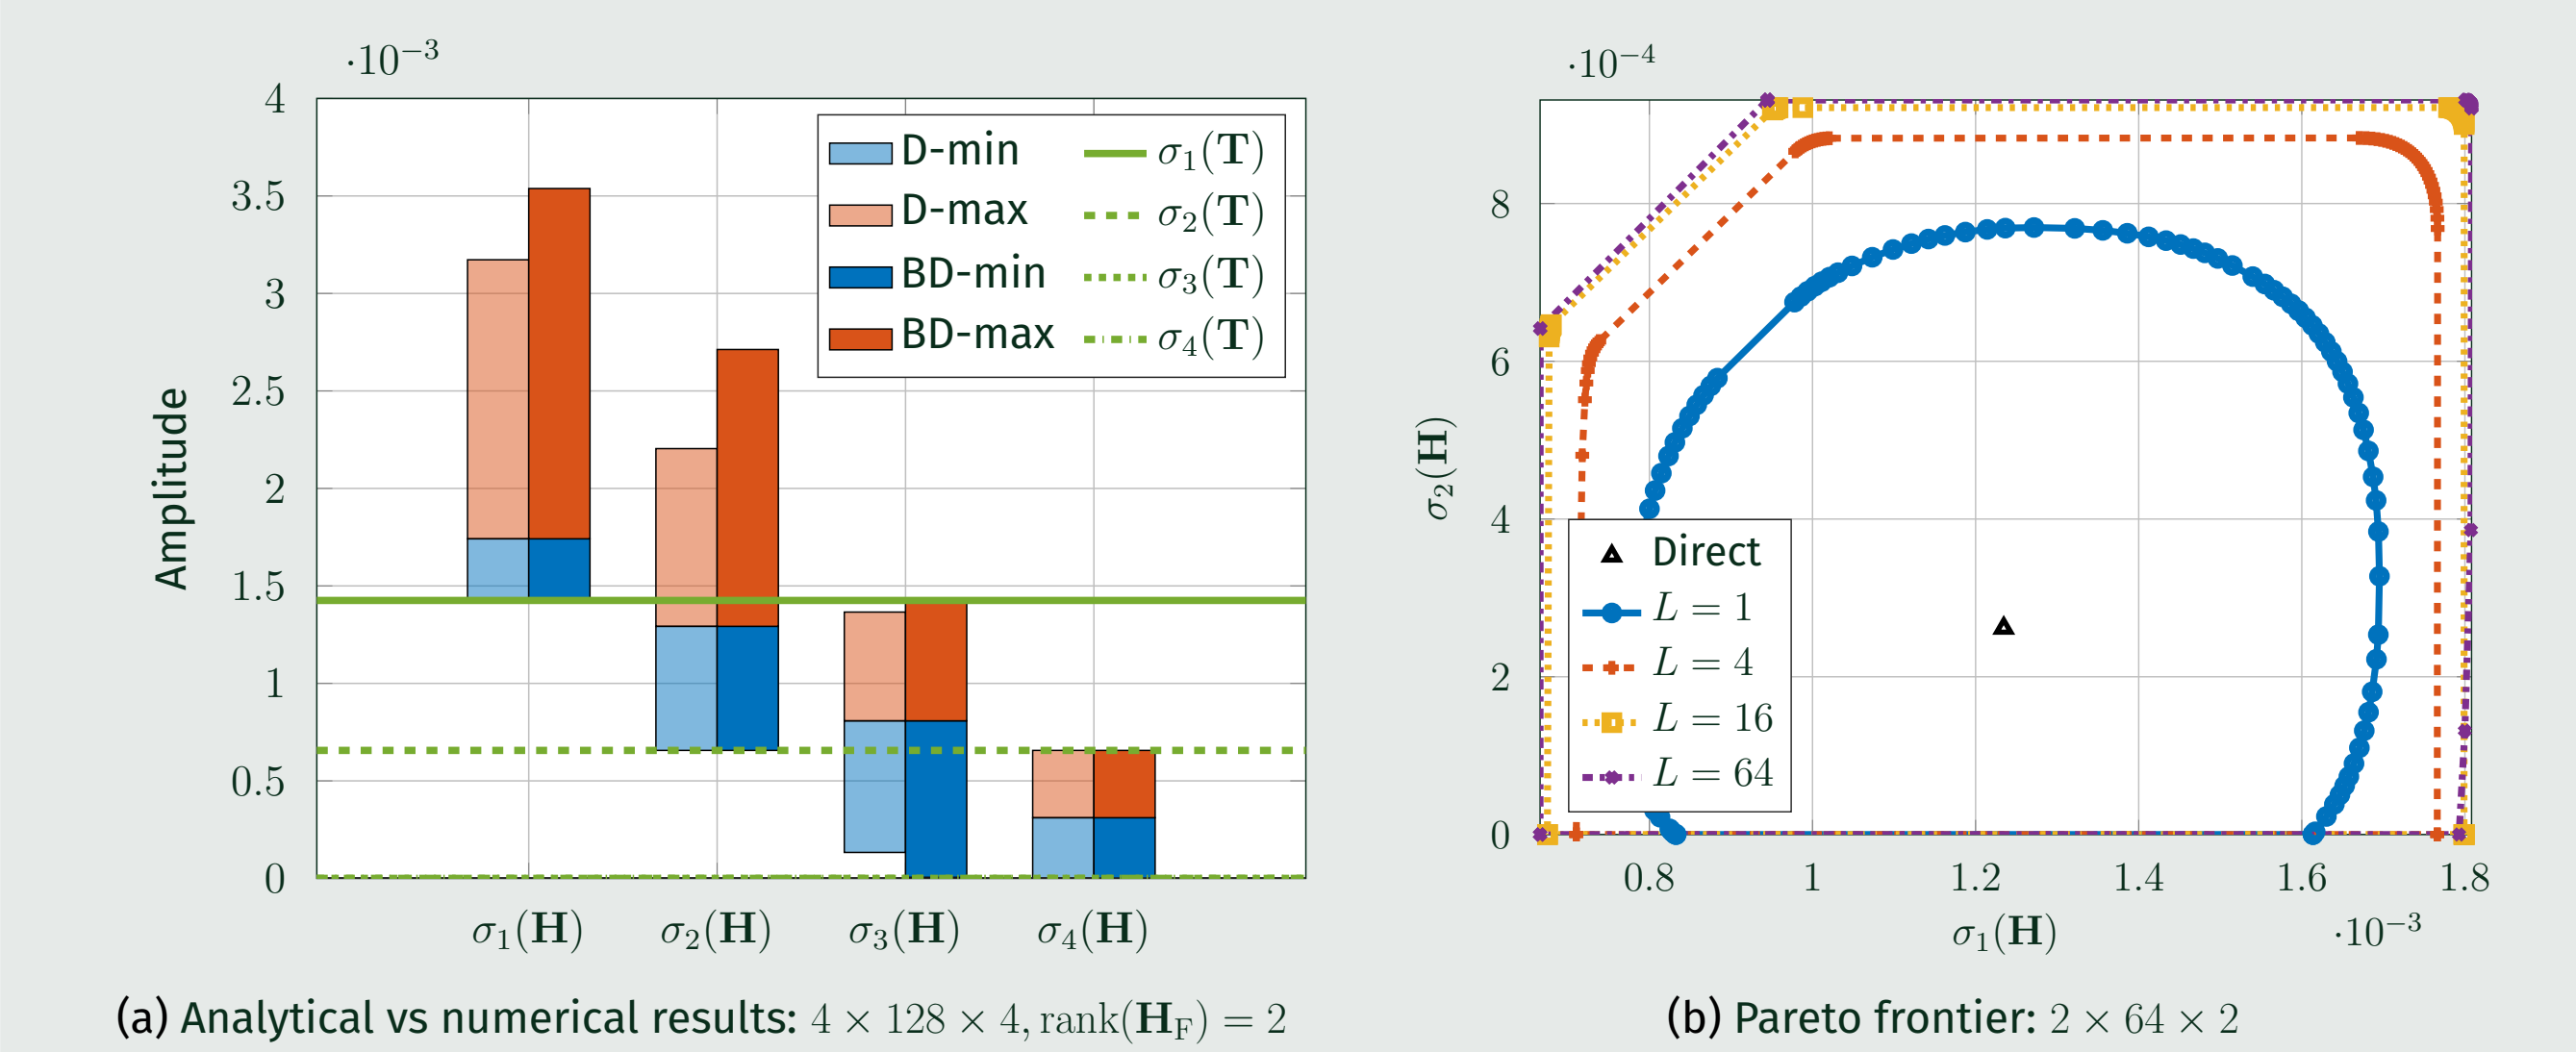 ·10⁻³
4
3.5
3
2.5
2
1.5
1
0.5
0
Amplitude
D-min
D-max
BD-min
BD-max
σ₁(T)
σ₂(T)
σ₃(T)
σ₄(T)
σ₁(H) σ₂(H) σ₃(H) σ₄(H)
(a) Analytical vs numerical results: 4 × 128 × 4, rank(H_F) = 2
·10⁻⁴
8
6
4
2
0
σ₂(H)
Direct
L = 1
L = 4
L = 16
L = 64
0.8 1 1.2 1.4 1.6 1.8
σ₁(H)
·10⁻³
(b) Pareto frontier: 2 × 64 × 2